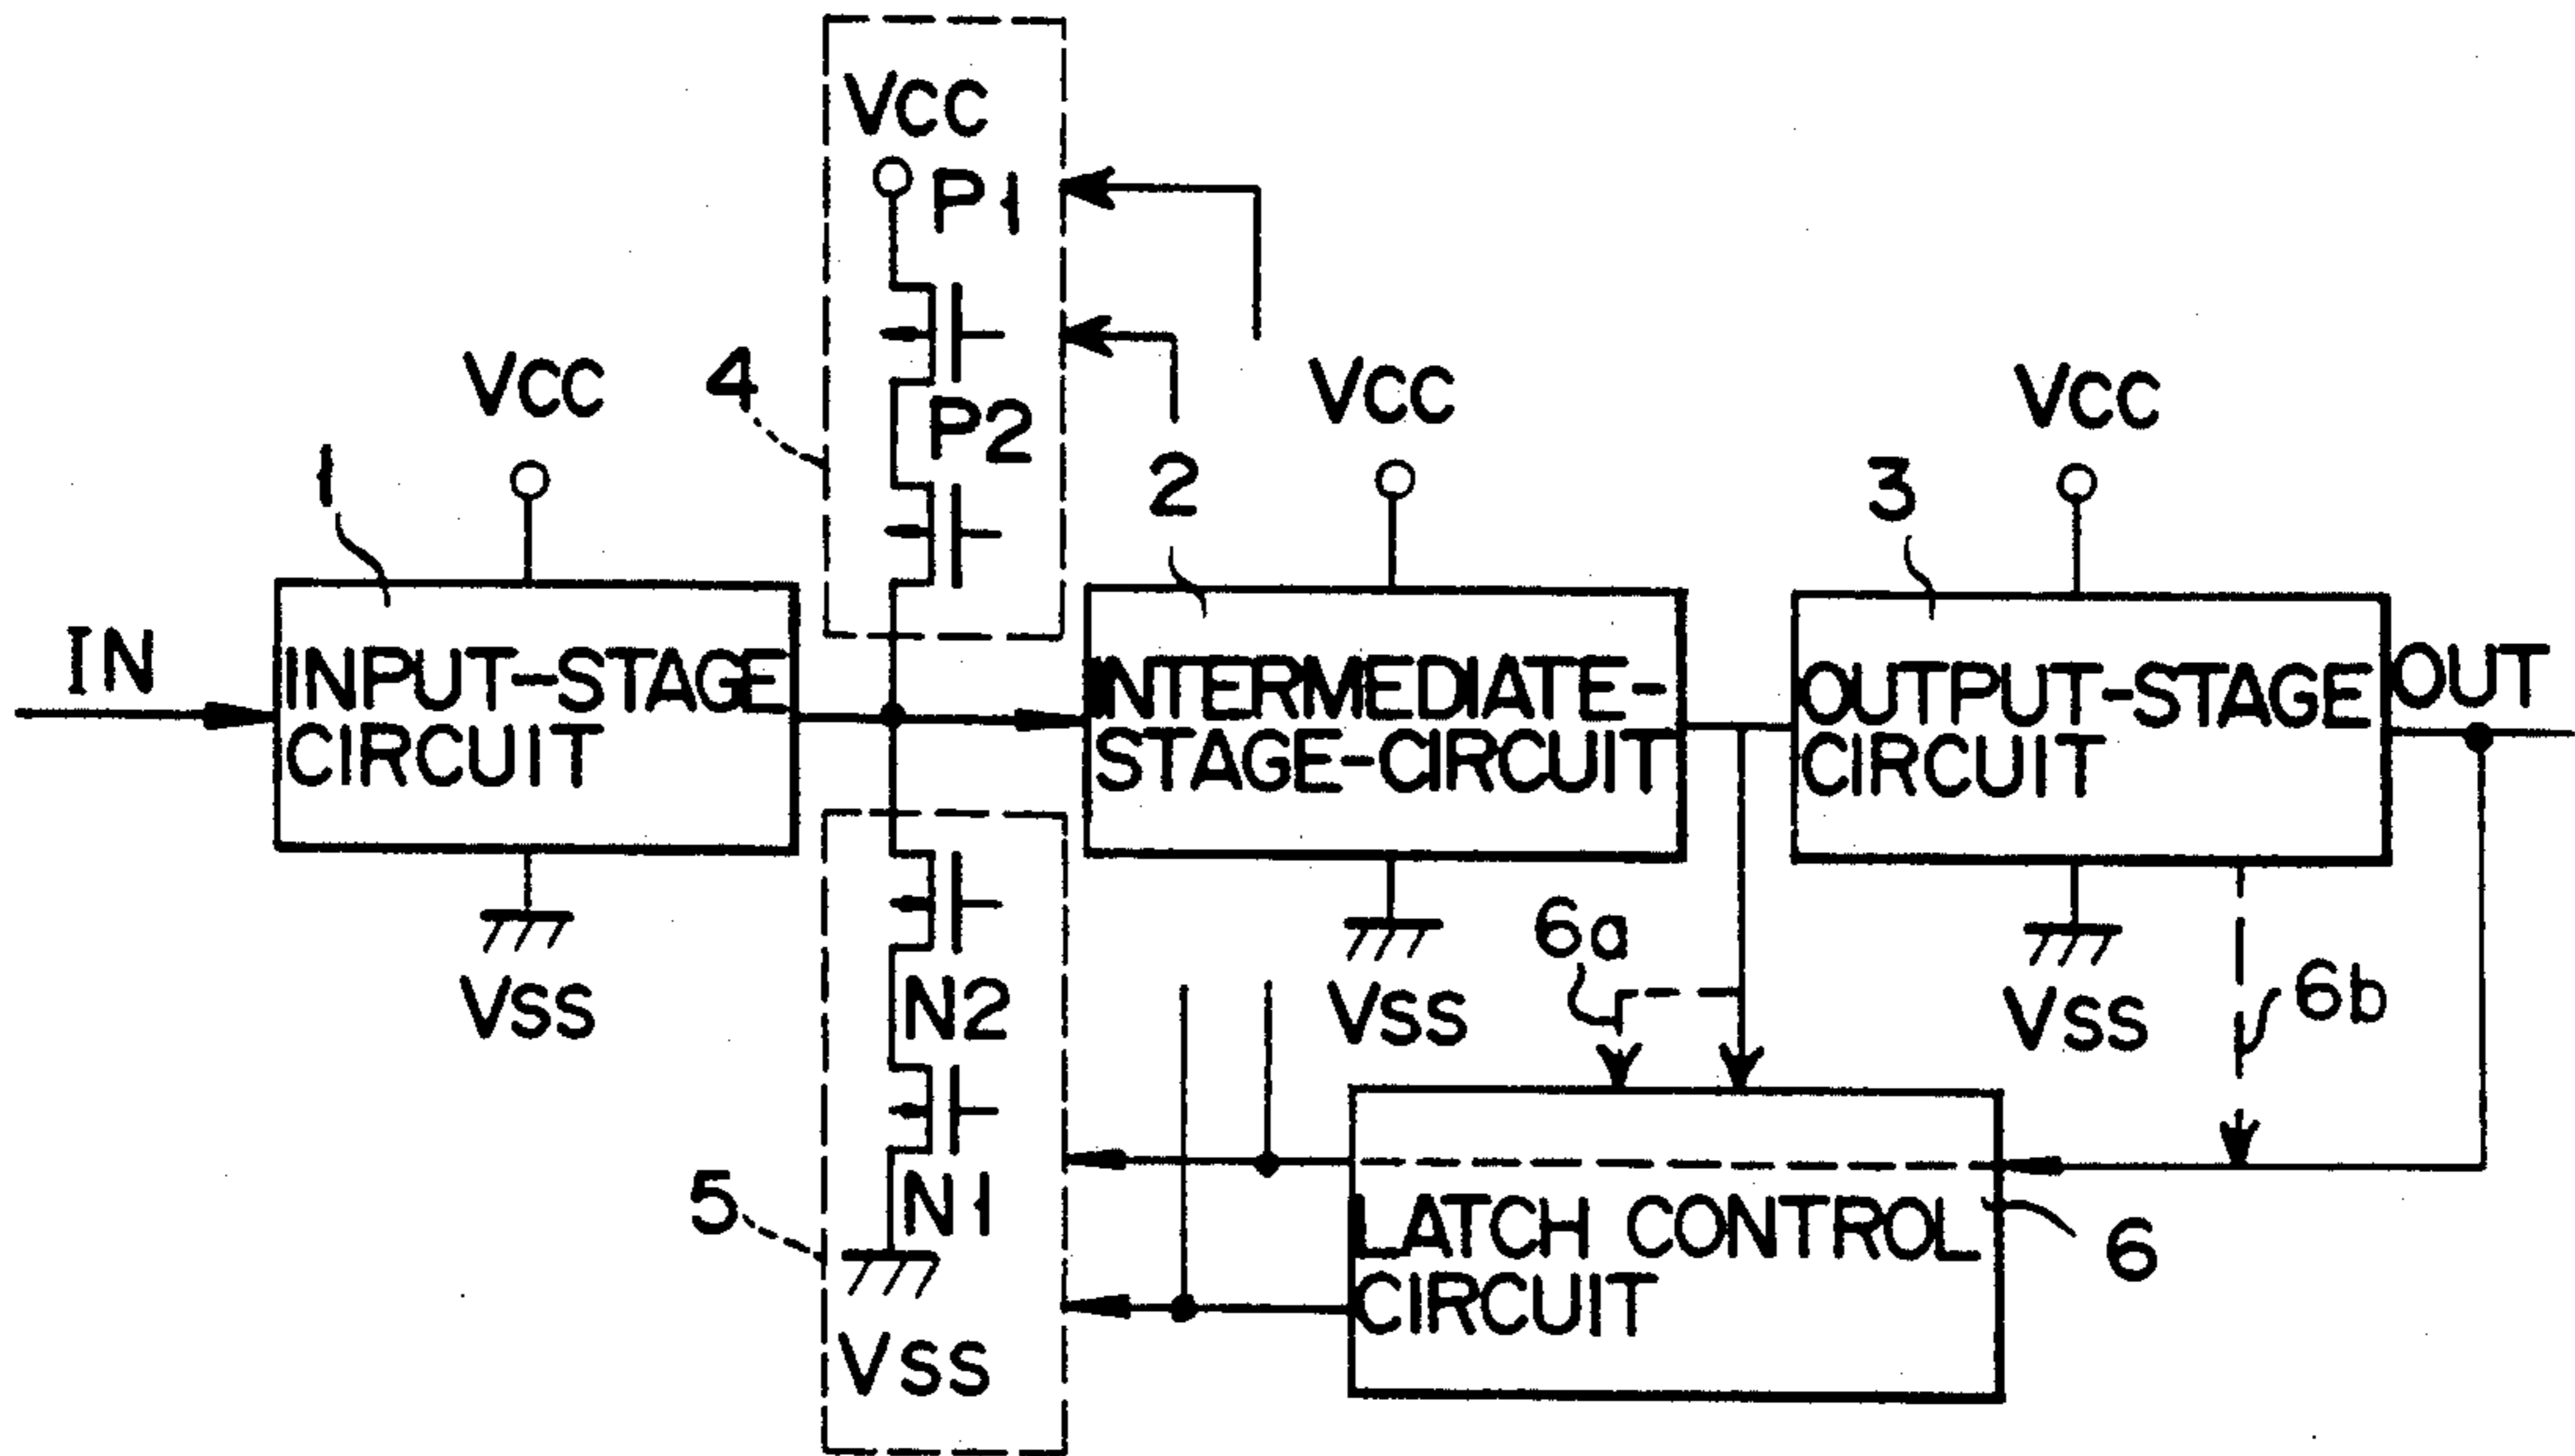 VCC
P1
4
VCC
P2
VCC
VCC
1
2
3
IN
INPUT-STAGE
CIRCUIT
INTERMEDIATE-
STAGE-CIRCUIT
OUTPUT-STAGE
CIRCUIT
OUT
6a
6b
VSS
N2
VSS
VSS
5
N1
LATCH CONTROL
CIRCUIT
6
VSS